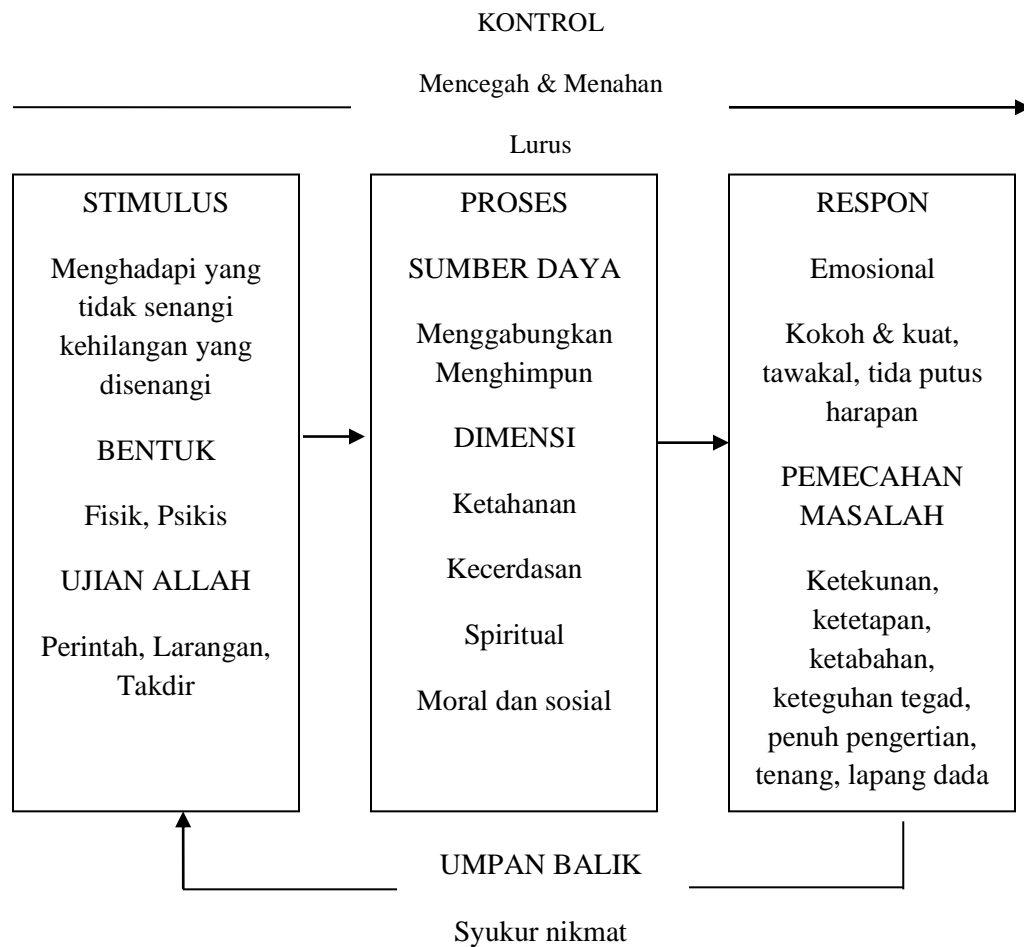 KONTROL
Mencegah & Menahan
Lurus
STIMULUS
Menghadapi yang
tidak senangi
kehilangan yang
disenangi
BENTUK
Fisik, Psikis
UJIAN ALLAH
Perintah, Larangan,
Takdir
PROSES
SUMBER DAYA
Menggabungkan
Menghimpun
DIMENSI
Ketahanan
Kecerdasan
Spiritual
Moral dan sosial
RESPON
Emosional
Kokoh & kuat,
tawakal, tida putus
harapan
PEMECAHAN
MASALAH
Ketekunan,
ketetapan,
ketabahan,
keteguhan tegad,
penuh pengertian,
tenang, lapang dada
UMPAN BALIK
Syukur nikmat